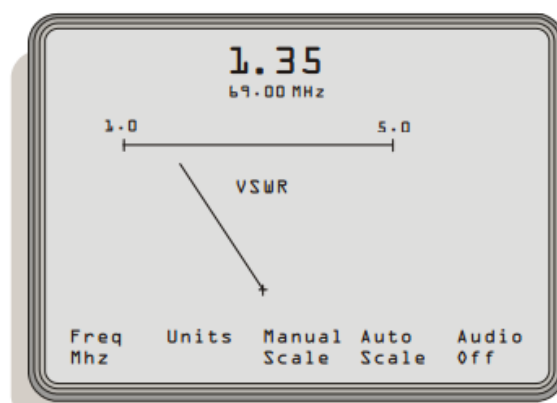 1.35
69.00 MHz
1.0 5.0
VSWR
Freq Units Manual Auto Audio
Mhz Scale Scale Off